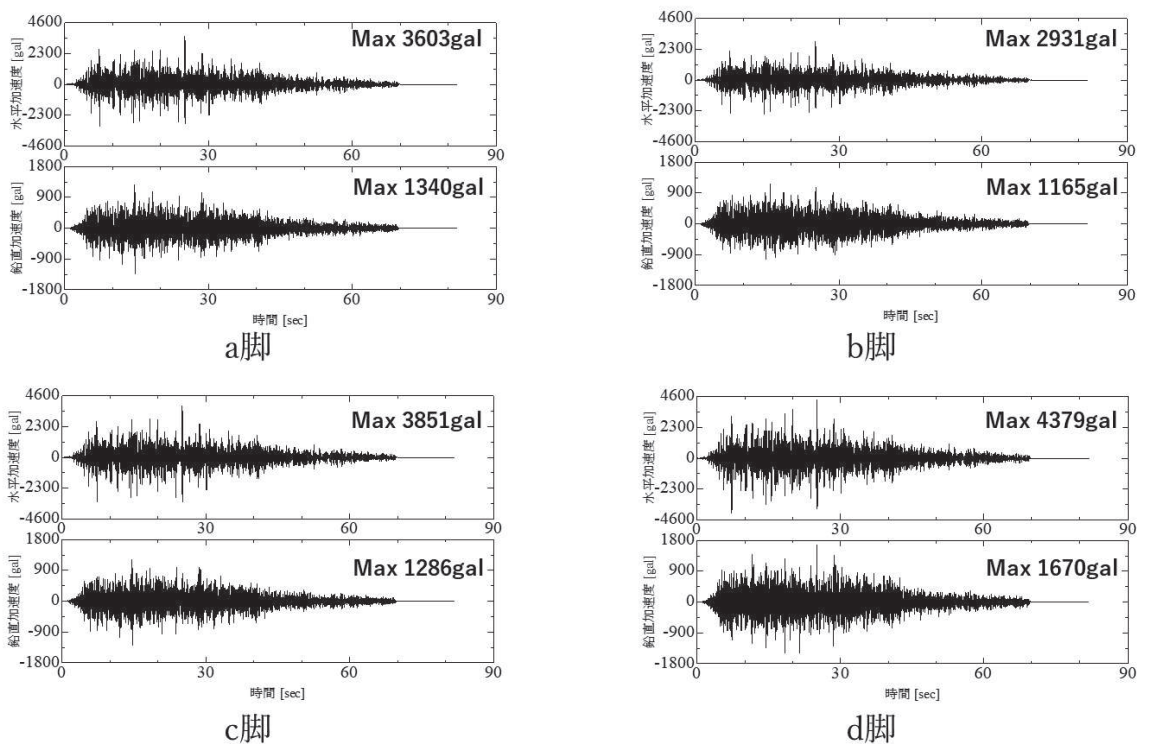 4600
2300
0
-2300
-4600
水平加速度 [gal]
Max 3603gal
0 30 60 90
1800
900
0
-900
-1800
鉛直加速度 [gal]
Max 1340gal
0 30 60 90
時間 [sec]
a脚
4600
2300
0
-2300
-4600
水平加速度 [gal]
Max 2931gal
0 30 60 90
1800
900
0
-900
-1800
鉛直加速度 [gal]
Max 1165gal
0 30 60 90
時間 [sec]
b脚
4600
2300
0
-2300
-4600
水平加速度 [gal]
Max 3851gal
0 30 60 90
1800
900
0
-900
-1800
鉛直加速度 [gal]
Max 1286gal
0 30 60 90
時間 [sec]
c脚
4600
2300
0
-2300
-4600
水平加速度 [gal]
Max 4379gal
0 30 60 90
1800
900
0
-900
-1800
鉛直加速度 [gal]
Max 1670gal
0 30 60 90
時間 [sec]
d脚